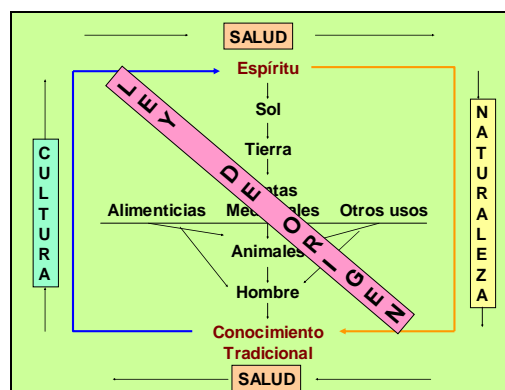 SALUD
Espíritu
Sol
Tierra
Alimenticias
Otros usos
Animales
Hombre
Conocimiento
Tradicional
SALUD
CULTURA
NATURALEZA
LEY DE ORIGEN